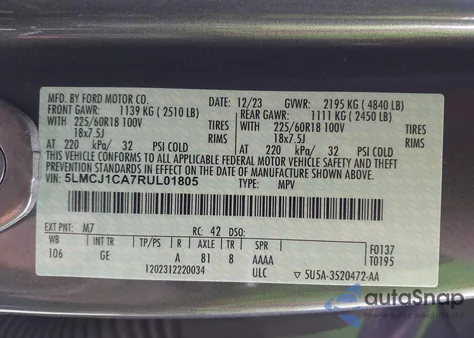 MFD. BY FORD MOTOR CO.
DATE: 12/23 GVWR: 2195 KG (4840 LB)
FRONT GAWR: 1139 KG (2510 LB) REAR GAWR: 1111 KG (2450 LB)
WITH 225/60R18 100V TIRES WITH 225/60R18 100V TIRES
18x7.5J RIMS 18x7.5J RIMS
AT 220 kPa/ 32 PSI COLD AT 220 kPa/ 32 PSI COLD
THIS VEHICLE CONFORMS TO ALL APPLICABLE FEDERAL MOTOR VEHICLE SAFETY AND
THEFT PREVENTION STANDARDS IN EFFECT ON THE DATE OF MANUFACTURE SHOWN ABOVE.
VIN: 5LMCJ1CA7RUL01805 TYPE: MPV
EXT PNT: M7 RC: 42 DSO:
WB INT TR TP/PS R AXLE TR SPR F0137
106 GE A 81 8 AAAA T0195
1202312220034 ULC 5U5A-3520472-AA
autoSnap